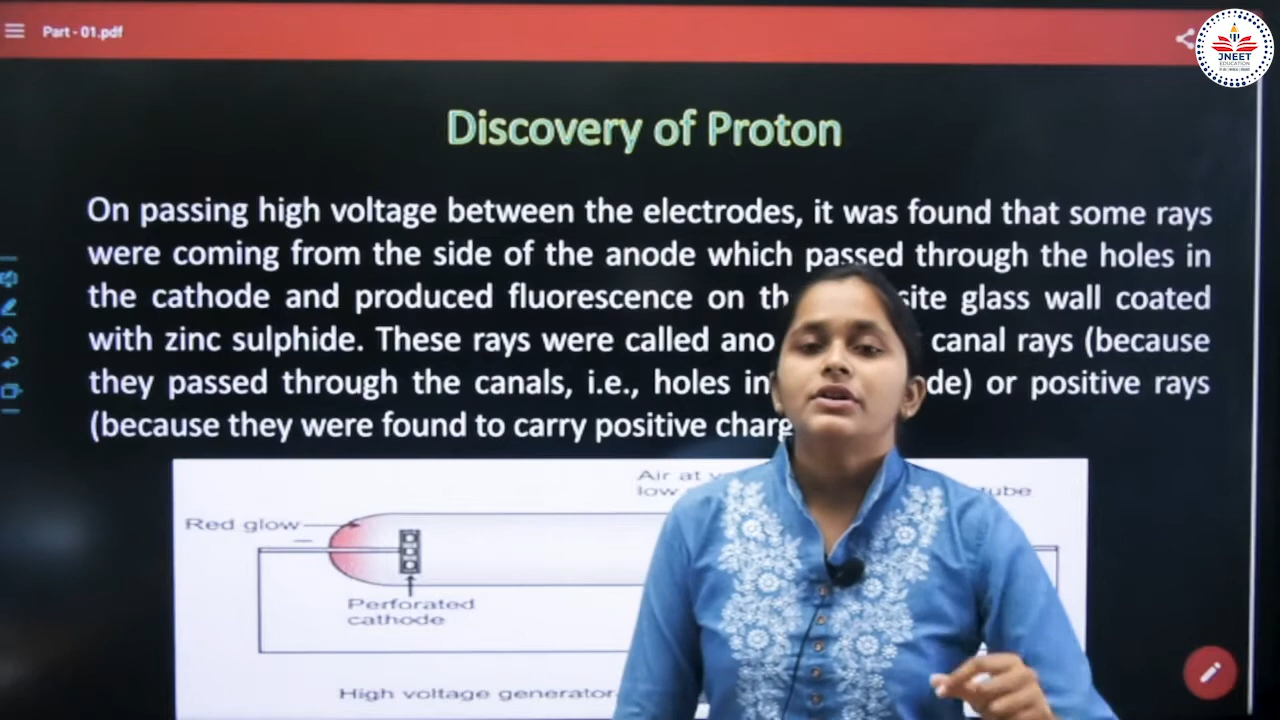 Part - 01.pdf
JNEET
EDUCATION
Discovery of Proton
On passing high voltage between the electrodes, it was found that some rays
were coming from the side of the anode which passed through the holes in
the cathode and produced fluorescence on th site glass wall coated
with zinc sulphide. These rays were called ano canal rays (because
they passed through the canals, i.e., holes in de) or positive rays
(because they were found to carry positive charg
Air at
low tube
Red glow
Perforated
cathode
High voltage generator